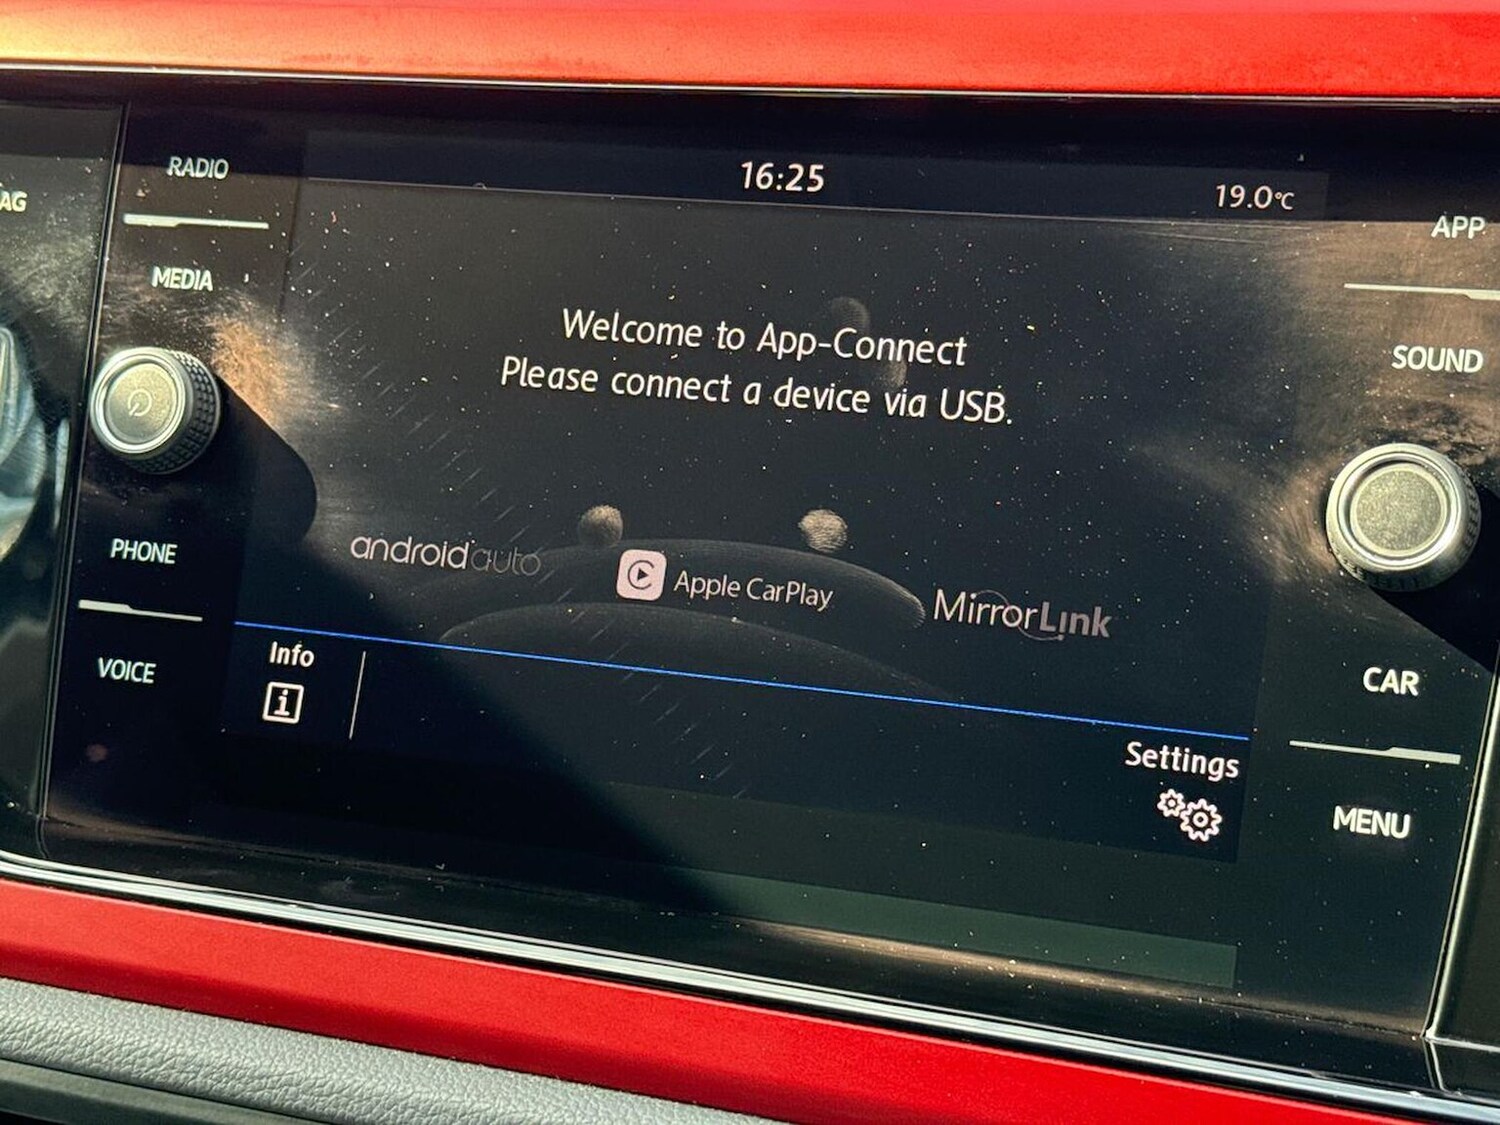 AG
RADIO
MEDIA
PHONE
VOICE
16:25
19.0°C
Welcome to App-Connect
Please connect a device via USB.
androidauto
Apple CarPlay
MirrorLink
Info
i
Settings
APP
SOUND
CAR
MENU